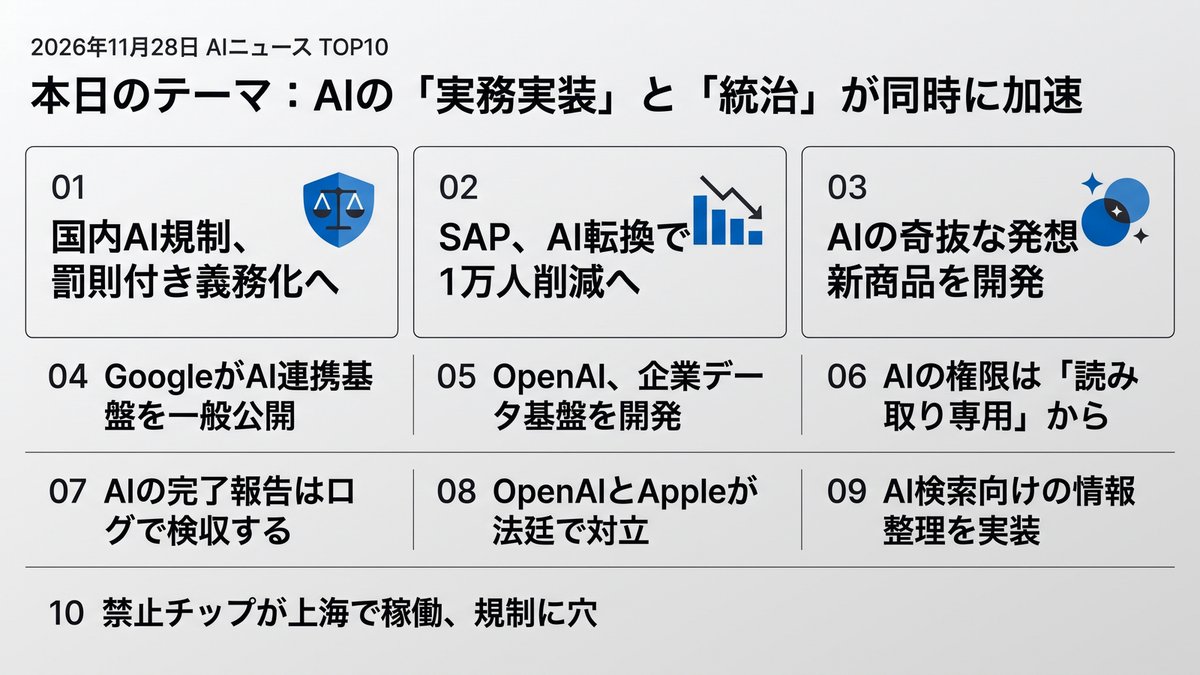 2026年11月28日 AIニュース TOP10
本日のテーマ：AIの「実務実装」と「統治」が同時に加速
01
国内AI規制、
罰則付き義務化へ
02
SAP、AI転換で
1万人削減へ
03
AIの奇抜な発想
新商品を開発
04 GoogleがAI連携基
盤を一般公開
05 OpenAI、企業デー
タ基盤を開発
06 AIの権限は「読み
取り専用」から
07 AIの完了報告はロ
グで検収する
08 OpenAIとAppleが
法廷で対立
09 AI検索向けの情報
整理を実装
10 禁止チップが上海で稼働、規制に穴